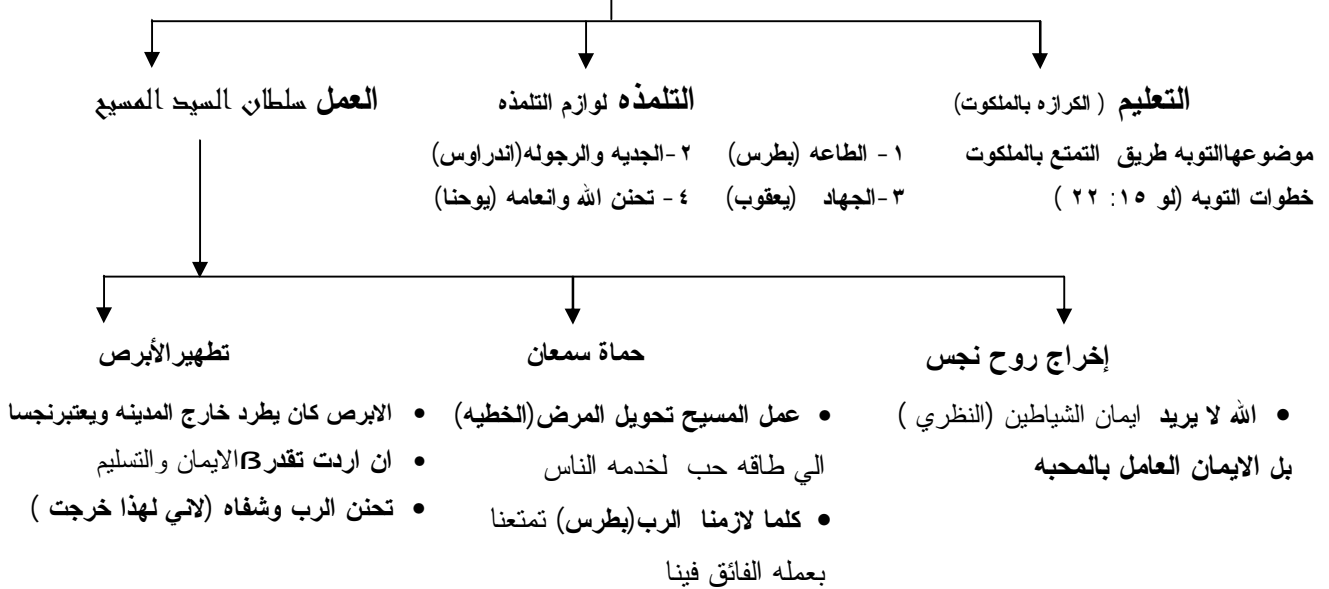 التعليم ( الكرازه بالملكوت)
موضوعهاالتوبه طريق التمتع بالملكوت
خطوات التوبه (لو ١٥: ٢٢ )
التلمذه لوازم التلمذه
١- الطاعه (بطرس) ٢-الجديه والرجوله(اندراوس)
٣-الجهاد (يعقوب) ٤- تحنن الله وانعامه (يوحنا)
العمل سلطان السيد المسيح
إخراج روح نجس
• الله لا يريد ايمان الشياطين (النظري )
بل الايمان العامل بالمحبه
حماة سمعان
• عمل المسيح تحويل المرض(الخطيه)
الي طاقه حب لخدمه الناس
• كلما لازمنا الرب(بطرس) تمتعنا
بعمله الفائق فينا
تطهيرالأبرص
• الابرص كان يطرد خارج المدينه ويعتبرنجسا
• ان اردت تقدرßالايمان والتسليم
• تحنن الرب وشفاه (لاني لهذا خرجت )